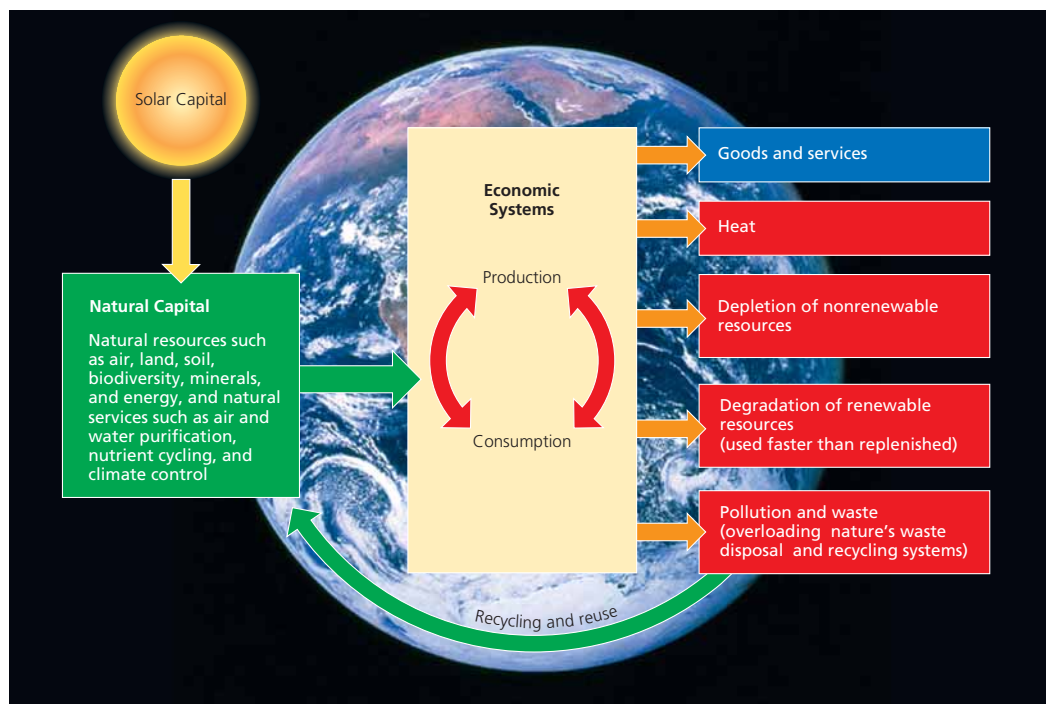 Solar Capital
Natural Capital
Natural resources such
as air, land, soil,
biodiversity, minerals,
and energy, and natural
services such as air and
water purification,
nutrient cycling, and
climate control
Economic
Systems
Production
Consumption
Goods and services
Heat
Depletion of nonrenewable
resources
Degradation of renewable
resources
(used faster than replenished)
Pollution and waste
(overloading nature's waste
disposal and recycling systems)
Recycling and reuse